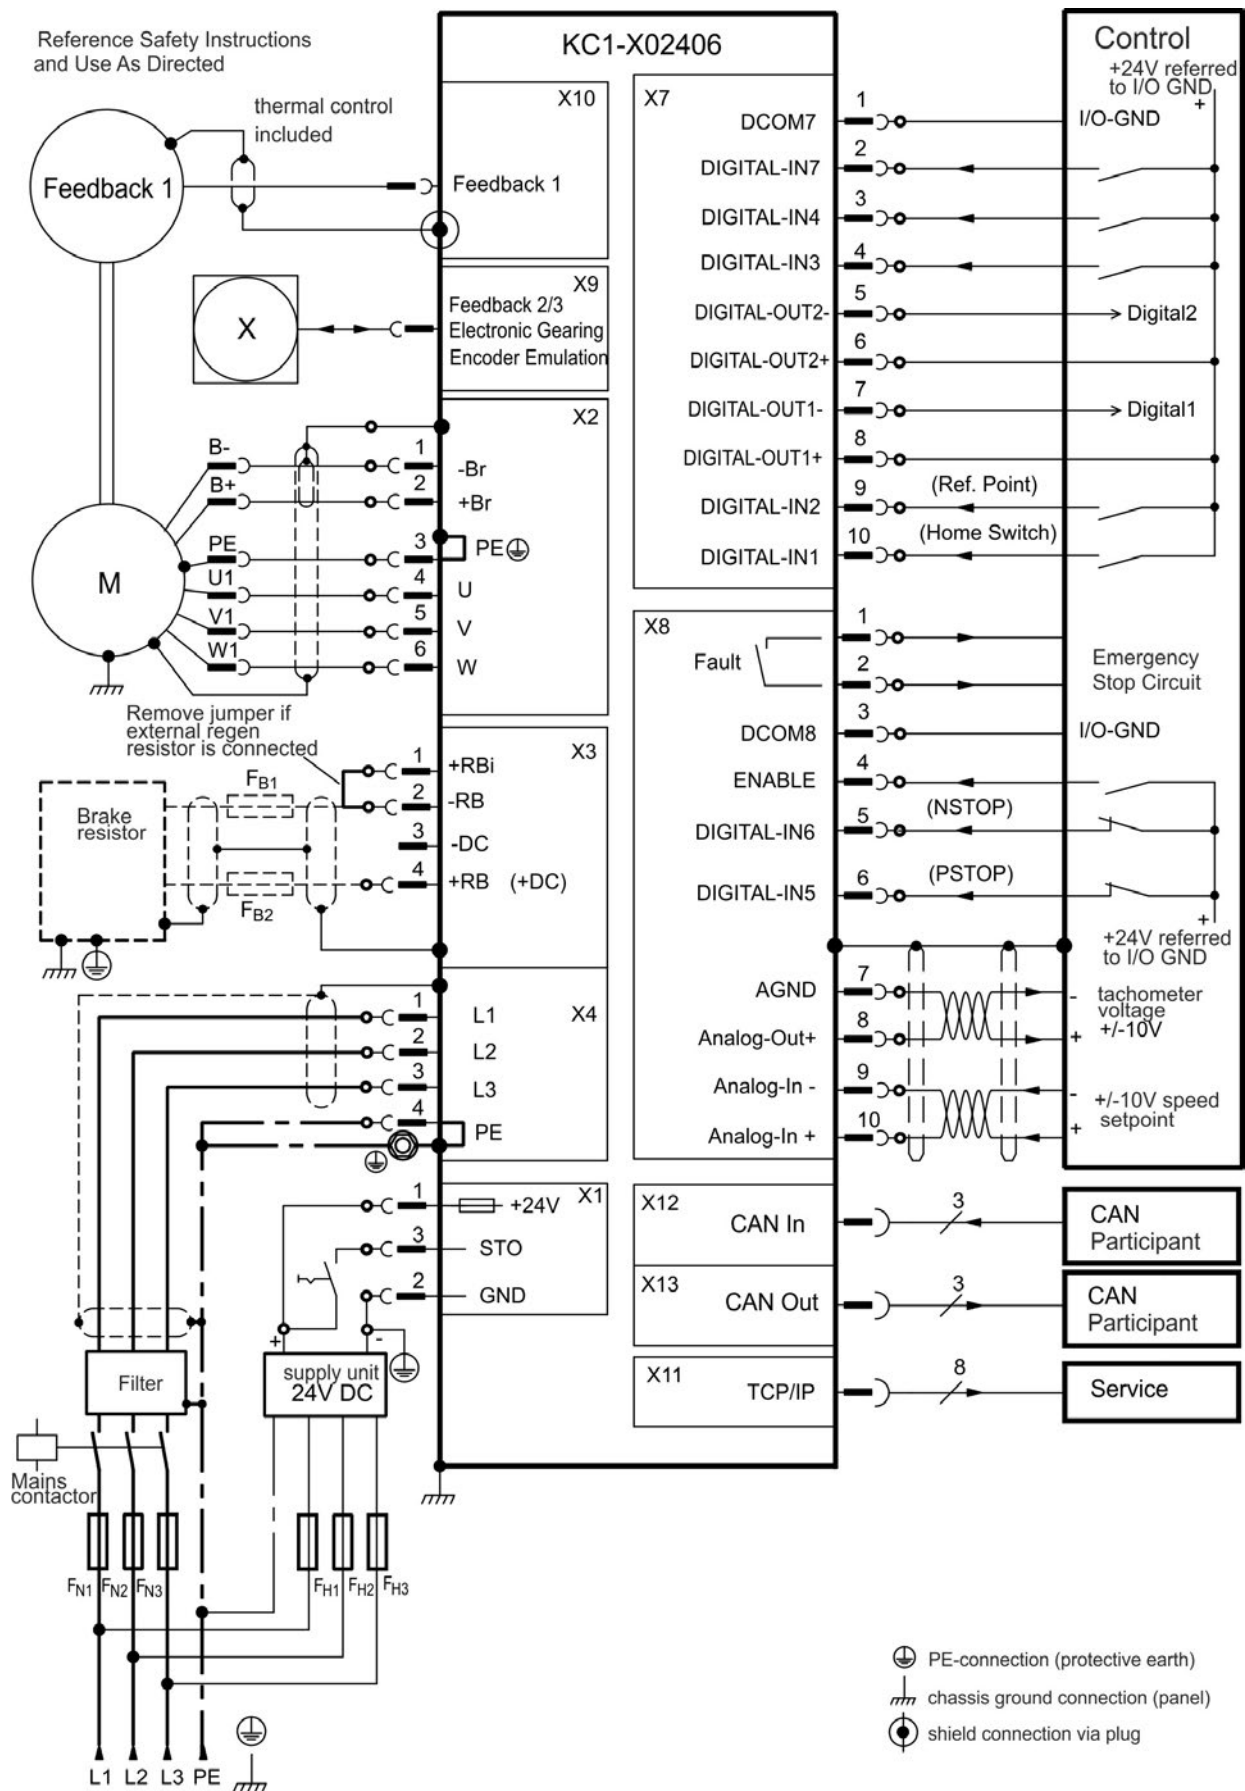 Reference Safety Instructions
and Use As Directed
KC1-X02406
Control
+24V referred
to I/O GND
+
thermal control
included
Feedback 1
X10
Feedback 1
X
X9
Feedback 2/3
Electronic Gearing
Encoder Emulation
X2
B-
1
-Br
B+
2
+Br
PE
3
PE
U1
4
U
V1
5
V
W1
6
W
M
Remove jumper if
external regen
resistor is connected
X3
1
+RBi
FB1
2
-RB
Brake
resistor
3
-DC
4
+RB (+DC)
FB2
X4
1
L1
2
L2
3
L3
4
PE
X1
1
+24V
3
STO
2
GND
+
-
supply unit
24V DC
Filter
Mains
contactor
FN1
FN2
FN3
FH1
FH2
FH3
L1
L2
L3
PE
X7
DCOM7
1
I/O-GND
DIGITAL-IN7
2
DIGITAL-IN4
3
DIGITAL-IN3
4
DIGITAL-OUT2-
5
Digital2
DIGITAL-OUT2+
6
DIGITAL-OUT1-
7
Digital1
DIGITAL-OUT1+
8
DIGITAL-IN2
9
(Ref. Point)
DIGITAL-IN1
10
(Home Switch)
X8
Fault
1
2
Emergency
Stop Circuit
DCOM8
3
I/O-GND
ENABLE
4
DIGITAL-IN6
5
(NSTOP)
DIGITAL-IN5
6
(PSTOP)
+
+24V referred
to I/O GND
AGND
7
-
tachometer
voltage
+/-10V
Analog-Out+
8
+
Analog-In -
9
-
+/-10V speed
setpoint
Analog-In +
10
+
X12
CAN In
3
CAN
Participant
X13
CAN Out
3
CAN
Participant
X11
TCP/IP
8
Service
PE-connection (protective earth)
chassis ground connection (panel)
shield connection via plug